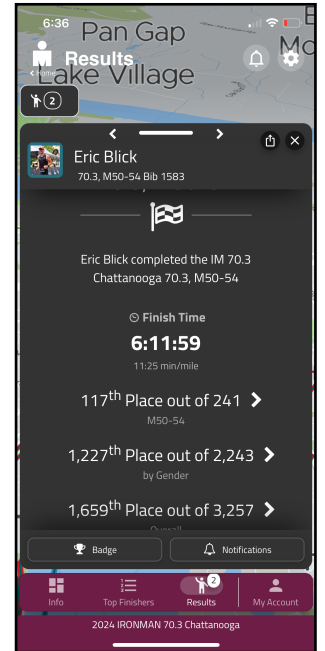 6:36
Pan Gap
Results
< Home
Lake Village
2
Eric Blick
70.3, M50-54 Bib 1583
Eric Blick completed the IM 70.3
Chattanooga 70.3, M50-54
Finish Time
6:11:59
11:25 min/mile
117th Place out of 241
M50-54
1,227th Place out of 2,243
by Gender
1,659th Place out of 3,257
Overall
Badge
Notifications
2
Info
Top Finishers
Results
My Account
2024 IRONMAN 70.3 Chattanooga